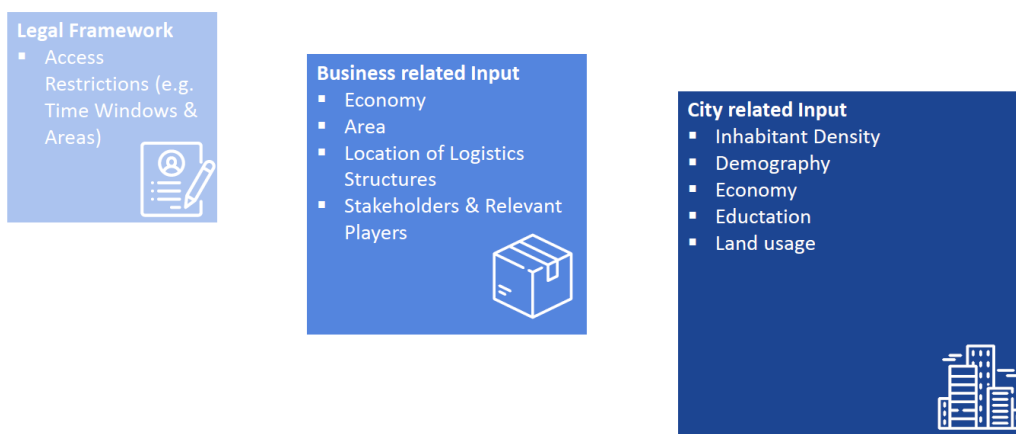 Legal Framework
▪ Access
Restrictions (e.g.
Time Windows &
Areas)
Business related Input
▪ Economy
▪ Area
▪ Location of Logistics
Structures
▪ Stakeholders & Relevant
Players
City related Input
▪ Inhabitant Density
▪ Demography
▪ Economy
▪ Eductation
▪ Land usage